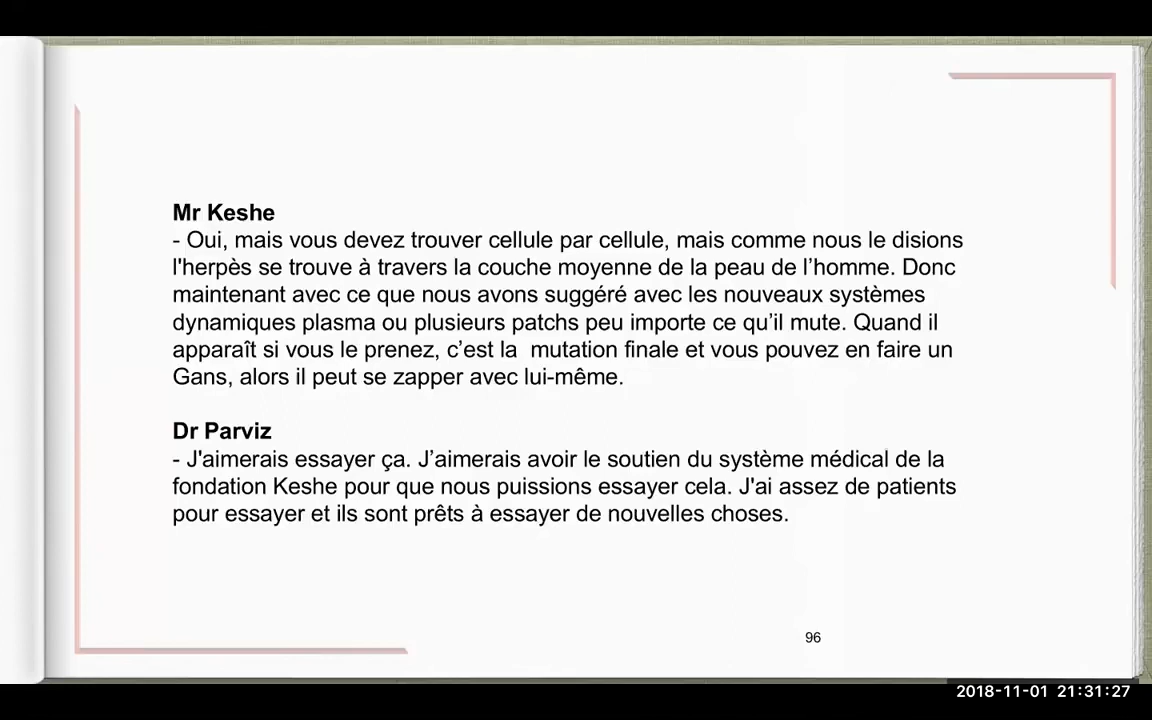 Mr Keshe
- Oui, mais vous devez trouver cellule par cellule, mais comme nous le disions
l'herpès se trouve à travers la couche moyenne de la peau de l’homme. Donc
maintenant avec ce que nous avons suggéré avec les nouveaux systèmes
dynamiques plasma ou plusieurs patchs peu importe ce qu’il mute. Quand il
apparaît si vous le prenez, c’est la  mutation finale et vous pouvez en faire un
Gans, alors il peut se zapper avec lui-même.
Dr Parviz
- J'aimerais essayer ça. J’aimerais avoir le soutien du système médical de la
fondation Keshe pour que nous puissions essayer cela. J'ai assez de patients
pour essayer et ils sont prêts à essayer de nouvelles choses.
96
2018-11-01 21:31:27